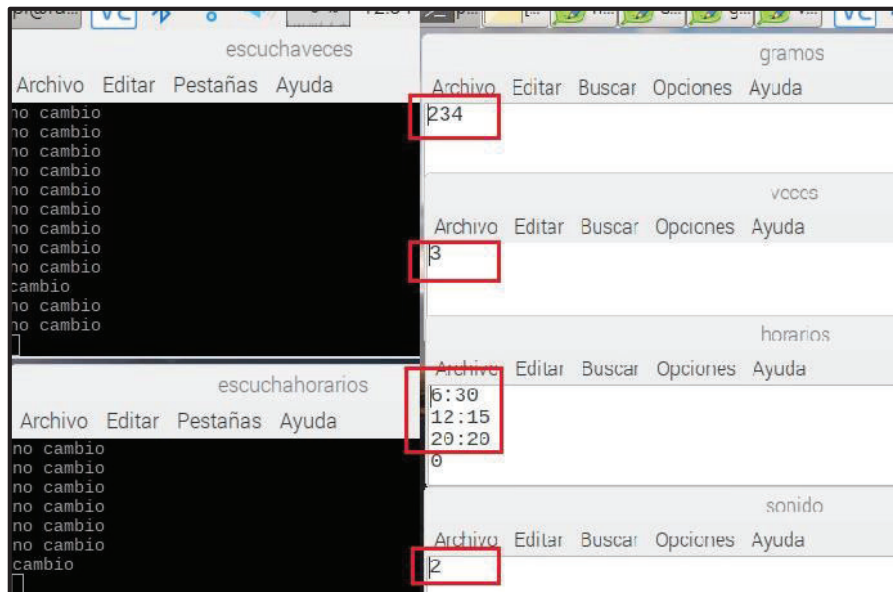 escuchaveces
Archivo Editar Pestañas Ayuda
no cambio
no cambio
no cambio
no cambio
no cambio
no cambio
no cambio
no cambio
no cambio
cambio
no cambio
no cambio
escuchahorarios
Archivo Editar Pestañas Ayuda
no cambio
no cambio
no cambio
no cambio
no cambio
no cambio
cambio
gramos
Archivo Editar Buscar Opciones Ayuda
234
veces
Archivo Editar Buscar Opciones Ayuda
3
horarios
Archivo Editar Buscar Opciones Ayuda
6:30
12:15
20:20
0
sonido
Archivo Editar Buscar Opciones Ayuda
2